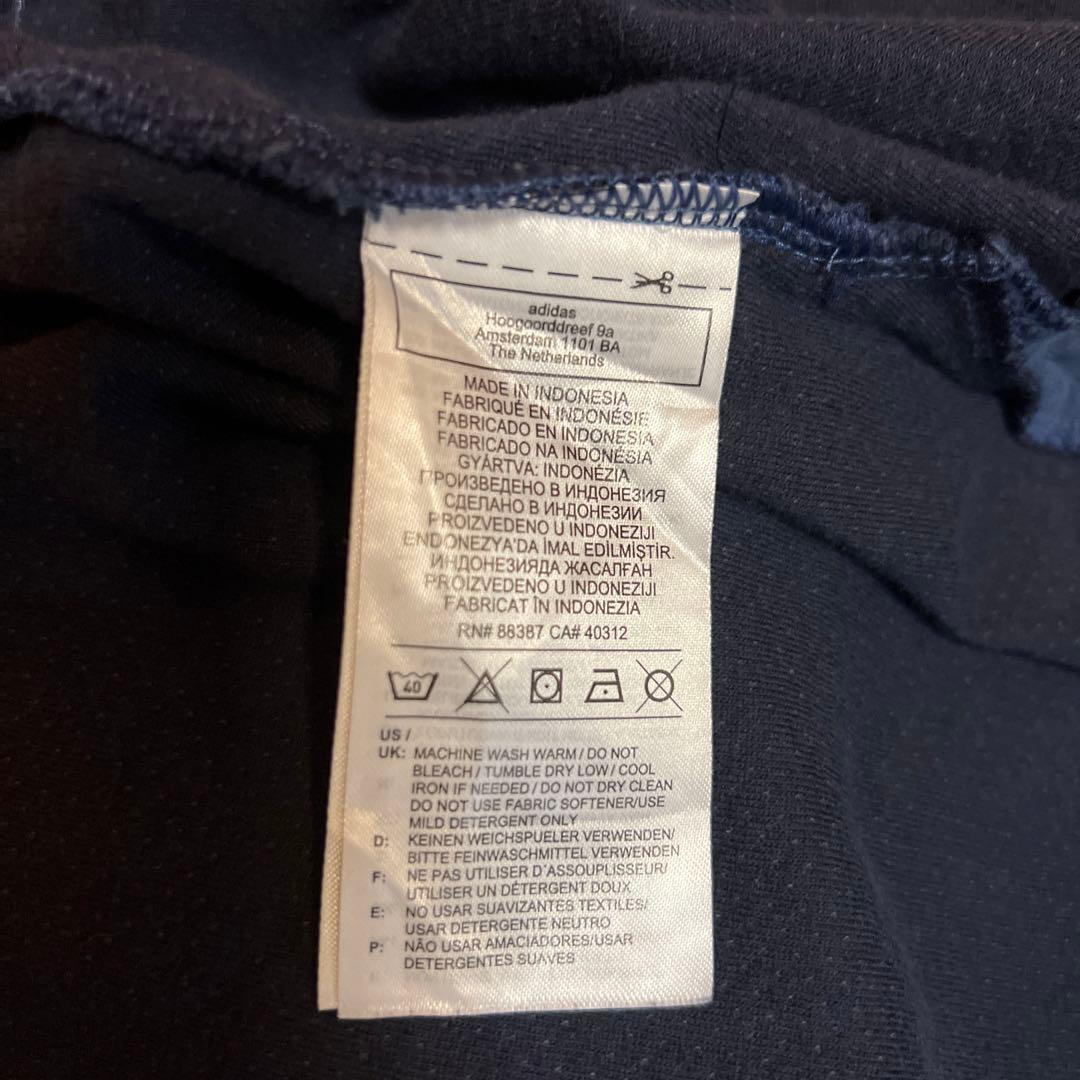 adidas
Hoogoorddreef 9a
Amsterdam 1101 BA
The Netherlands
MADE IN INDONESIA
FABRIQUÉ EN INDONÉSIE
FABRICADO EN INDONESIA
FABRICADO NA INDONÉSIA
GYÁRTVA: INDONÉZIA
ПРОИЗВЕДЕНО В ИНДОНЕЗИЯ
СДЕЛАНО В ИНДОНЕЗИИ
PROIZVEDENO U INDONEZIJI
ENDONEZYA'DA İMAL EDİLMİŞTİR.
ИНДОНЕЗИЯДА ЖАСАЛҒАН
PROIZVEDENO U INDONEZIJI
FABRICAT ÎN INDONEZIA
RN# 88387 CA# 40312
40
US /
UK: MACHINE WASH WARM / DO NOT
BLEACH / TUMBLE DRY LOW / COOL
IRON IF NEEDED / DO NOT DRY CLEAN
DO NOT USE FABRIC SOFTENER/USE
MILD DETERGENT ONLY
D: KEINEN WEICHSPUELER VERWENDEN/
BITTE FEINWASCHMITTEL VERWENDEN
F: NE PAS UTILISER D'ASSOUPLISSEUR/
UTILISER UN DÉTERGENT DOUX
E: NO USAR SUAVIZANTES TEXTILES/
USAR DETERGENTE NEUTRO
P: NÃO USAR AMACIADORES/USAR
DETERGENTES SUAVES